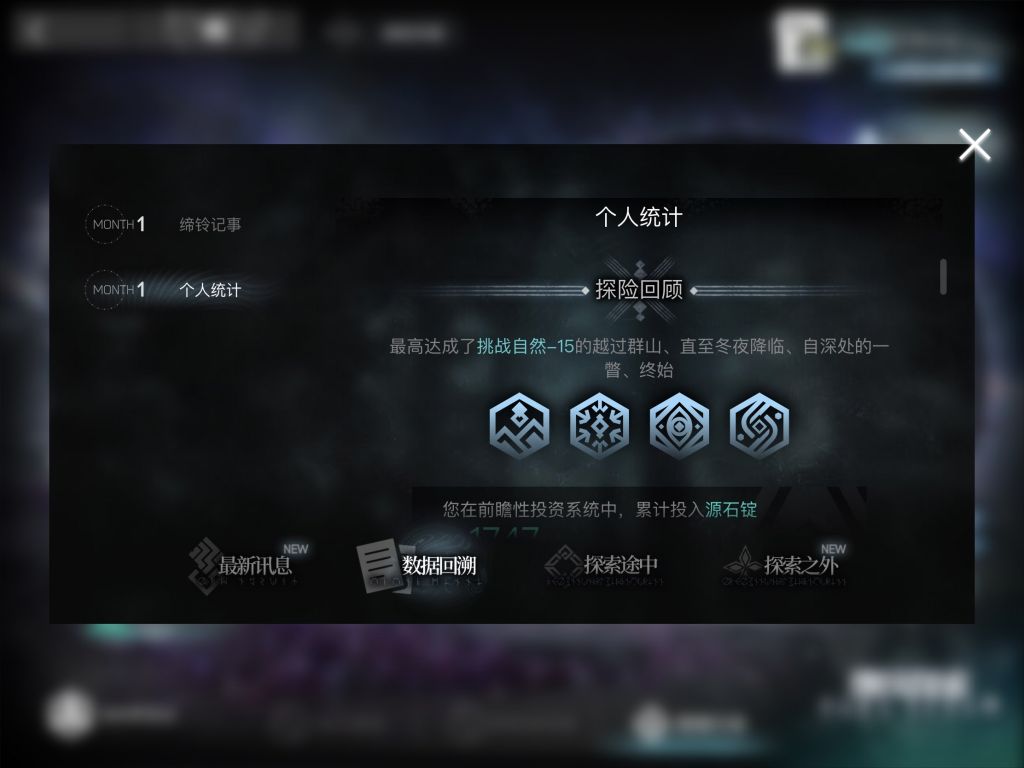 MONTH 1 缔铃记事
MONTH 1 个人统计
个人统计
探险回顾
最高达成了挑战自然-15的越过群山、直至冬夜降临、自深处的一
瞥、终始
您在前瞻性投资系统中，累计投入源石锭
1747
最新讯息 NEW
数据回溯
探索途中
探索之外 NEW